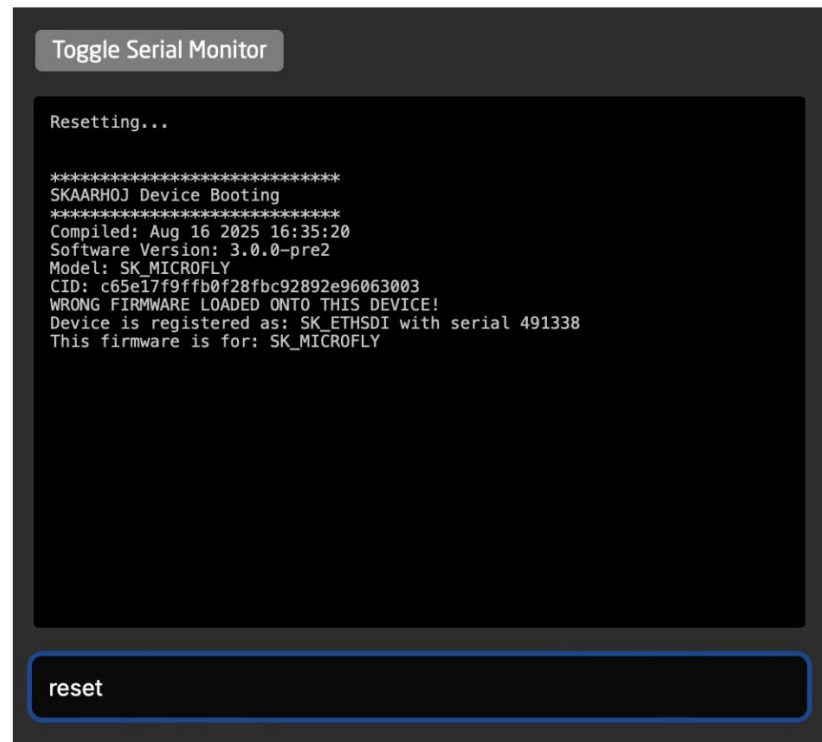 Toggle Serial Monitor
Resetting...
*****************************
SKAARHOJ Device Booting
*****************************
Compiled: Aug 16 2025 16:35:20
Software Version: 3.0.0-pre2
Model: SK_MICROFLY
CID: c65e17f9ffb0f28fbc92892e96063003
WRONG FIRMWARE LOADED ONTO THIS DEVICE!
Device is registered as: SK_ETHSDI with serial 491338
This firmware is for: SK_MICROFLY
reset